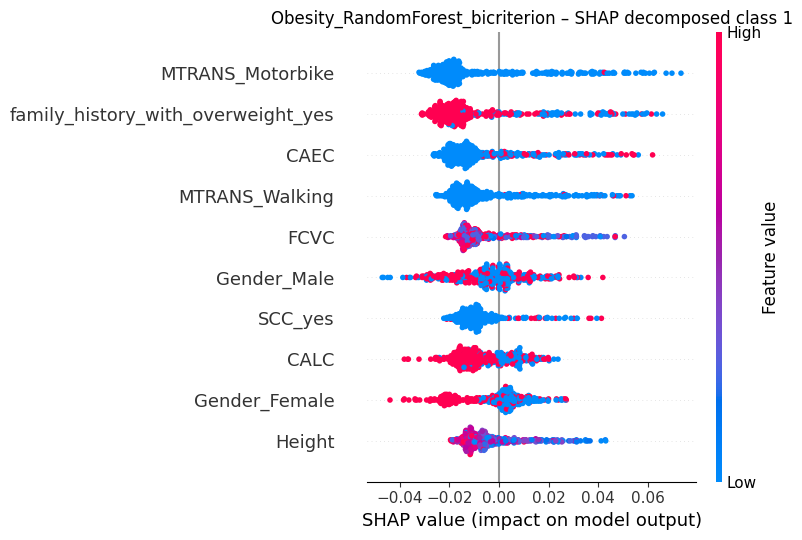 Obesity_RandomForest_bicriterion – SHAP decomposed class 1
High
MTRANS_Motorbike
family_history_with_overweight_yes
CAEC
MTRANS_Walking
FCVC
Gender_Male
SCC_yes
CALC
Gender_Female
Height
Feature value
Low
−0.04 −0.02 0.00 0.02 0.04 0.06
SHAP value (impact on model output)